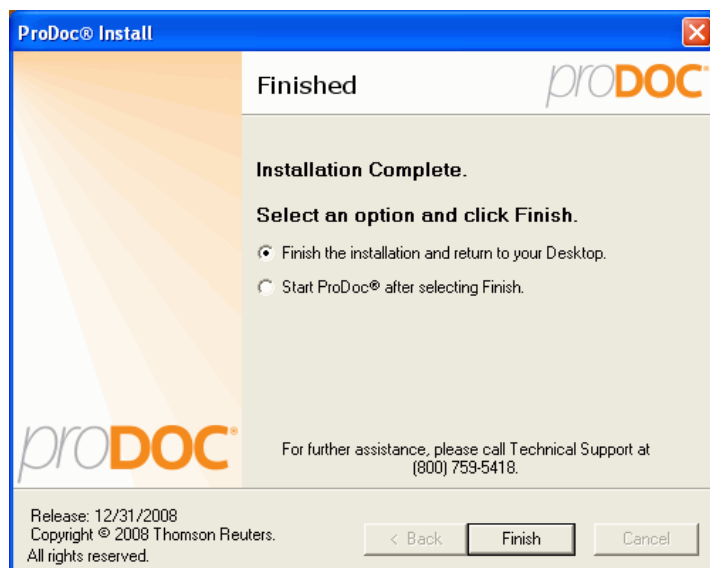 ProDoc® Install
Finished
proDOC®
Installation Complete.
Select an option and click Finish.
Finish the installation and return to your Desktop.
Start ProDoc® after selecting Finish.
proDOC®
For further assistance, please call Technical Support at
(800) 759-5418.
Release: 12/31/2008
Copyright © 2008 Thomson Reuters.
All rights reserved.
< Back
Finish
Cancel